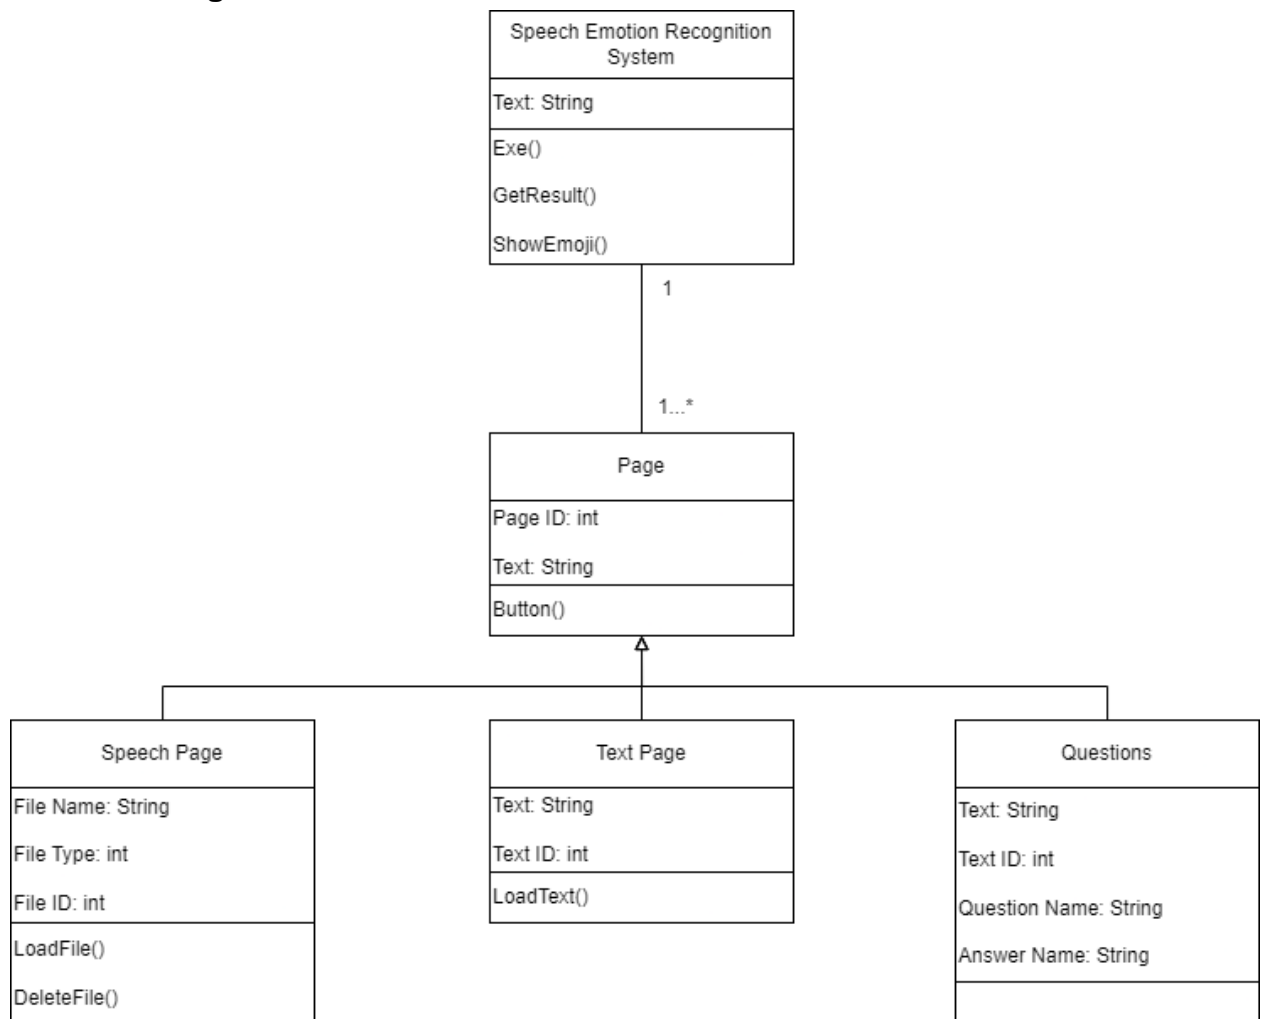 Speech Emotion Recognition
System
Text: String
Exe()
GetResult()
ShowEmoji()
1
1...*
Page
Page ID: int
Text: String
Button()
Speech Page
File Name: String
File Type: int
File ID: int
LoadFile()
DeleteFile()
Text Page
Text: String
Text ID: int
LoadText()
Questions
Text: String
Text ID: int
Question Name: String
Answer Name: String